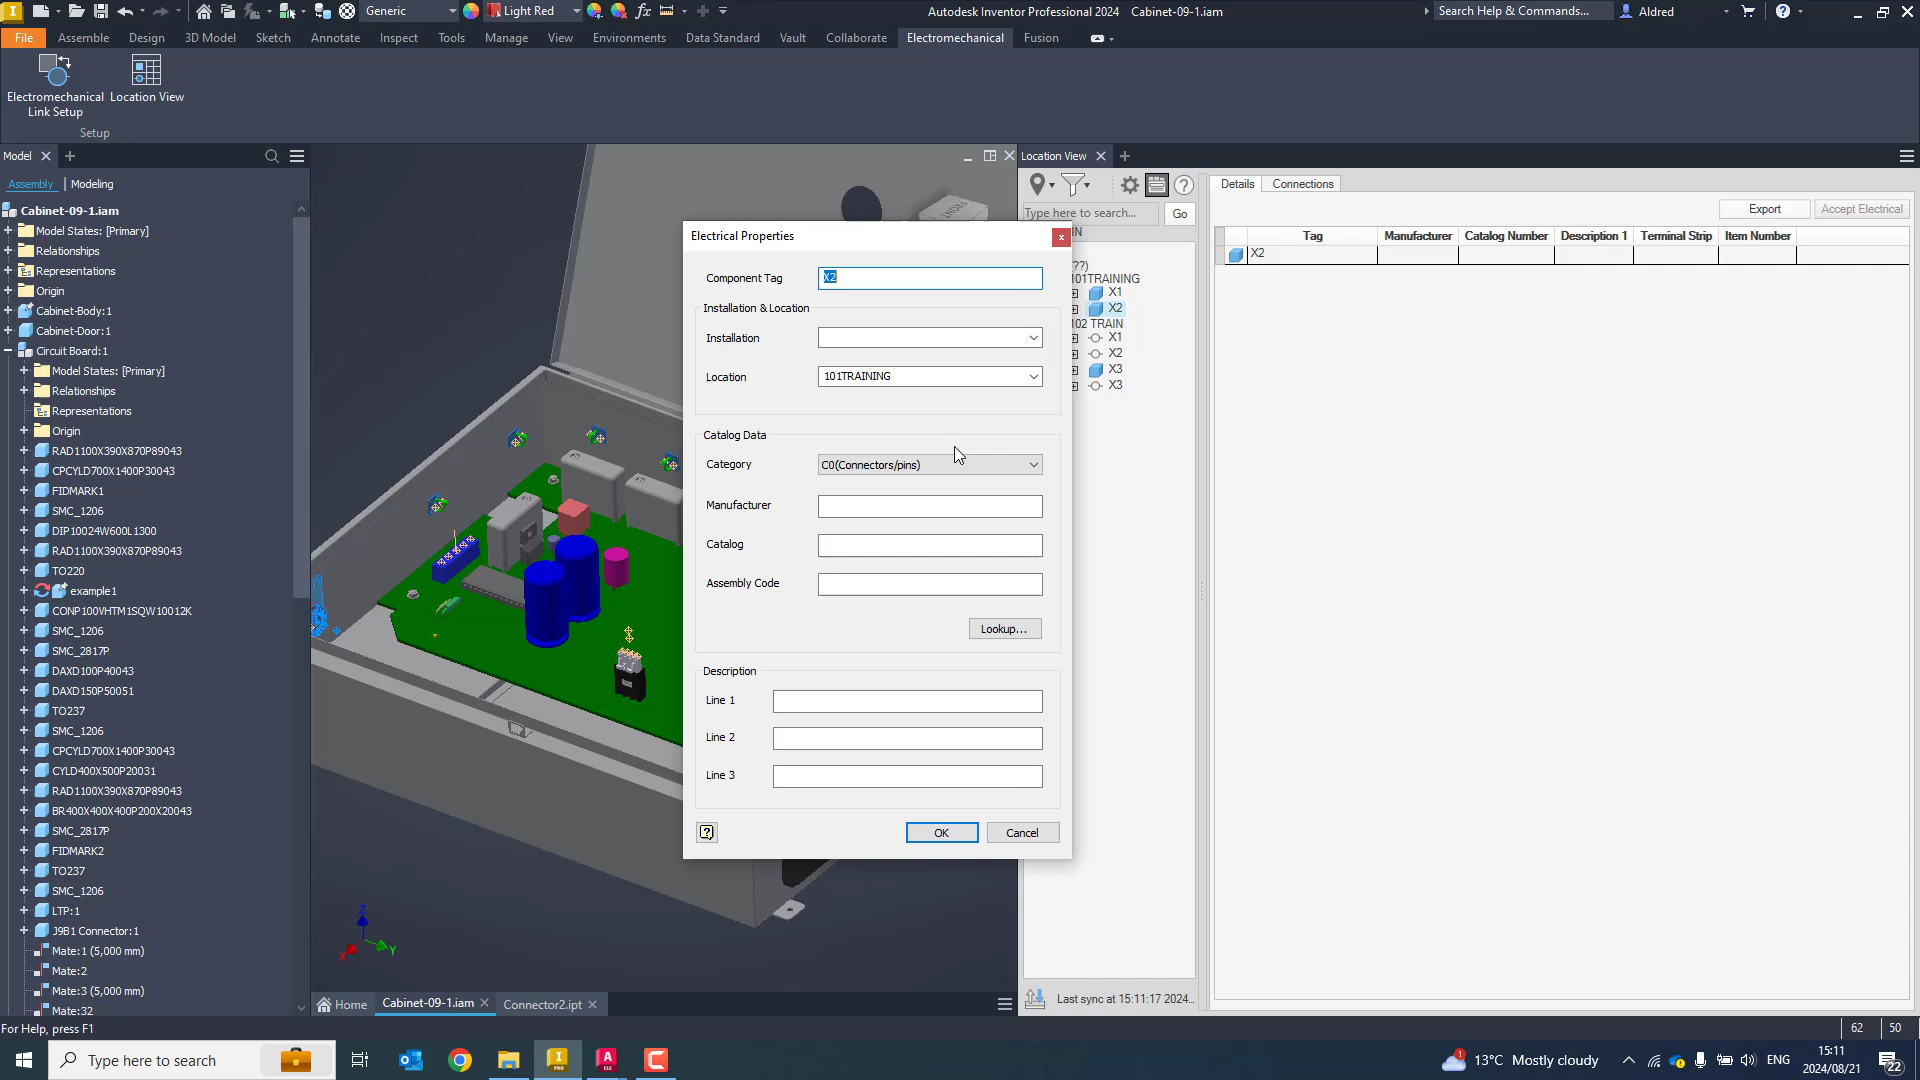 Generic
Light Red
Autodesk Inventor Professional 2024 Cabinet-09-1.iam
Search Help & Commands...
Aldred
File Assemble Design 3D Model Sketch Annotate Inspect Tools Manage View Environments Data Standard Vault Collaborate Electromechanical Fusion
Electromechanical Link Setup
Location View
Setup
Model
Assembly Modeling
Cabinet-09-1.iam
Model States: [Primary]
Relationships
Representations
Origin
Cabinet-Body:1
Cabinet-Door:1
Circuit Board:1
Model States: [Primary]
Relationships
Representations
Origin
RAD1100X390X870P89043
CPCYLD700X1400P30043
FIDMARK1
SMC_1206
DIP10024W600L1300
RAD1100X390X870P89043
TO220
example1
CONP100VHTM1SQW10012K
SMC_1206
SMC_2817P
DAXD100P40043
DAXD150P50051
TO237
SMC_1206
CPCYLD700X1400P30043
CYLD400X500P20031
RAD1100X390X870P89043
BR400X400X400P200X20043
SMC_2817P
FIDMARK2
TO237
SMC_1206
LTP:1
J9B1 Connector:1
Mate:1 (5,000 mm)
Mate:2
Mate:3 (5,000 mm)
Mate:32
FRONT
Z
X
Y
Home Cabinet-09-1.iam Connector2.ipt
Electrical Properties
Component Tag X2
Installation & Location
Installation
Location 101TRAINING
Catalog Data
Category C0(Connectors/pins)
Manufacturer
Catalog
Assembly Code
Lookup...
Description
Line 1
Line 2
Line 3
OK Cancel
Location View
Type here to search... Go
IN
(??)
101TRAINING
X1
X2
102 TRAIN
X1
X2
X3
X3
Last sync at 15:11:17 2024...
Details Connections
Export Accept Electrical
Tag Manufacturer Catalog Number Description 1 Terminal Strip Item Number
X2
For Help, press F1
62 50
Type here to search
1
13°C Mostly cloudy
ENG
15:11
2024/08/21
22